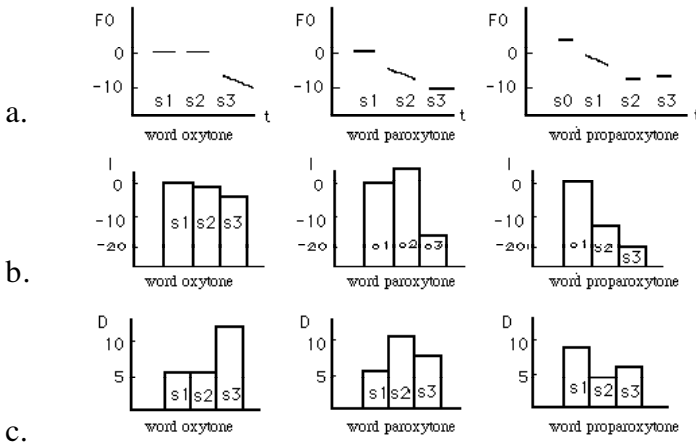 F0 F0 F0
0 0 0
-10 -10 -10
s1 s2 s3 s1 s2 s3 s0 s1 s2 s3
a. t t t
word oxytone word paroxytone word proparoxytone
I I I
0 0 0
-10 -10 -10
-20 -20 -20
s1 s2 s3 s1 s2 s3 s1 s2 s3
b. word oxytone word paroxytone word proparoxytone
D D D
10 10 10
5 5 5
s1 s2 s3 s1 s2 s3 s1 s2 s3
c. word oxytone word paroxytone word proparoxytone